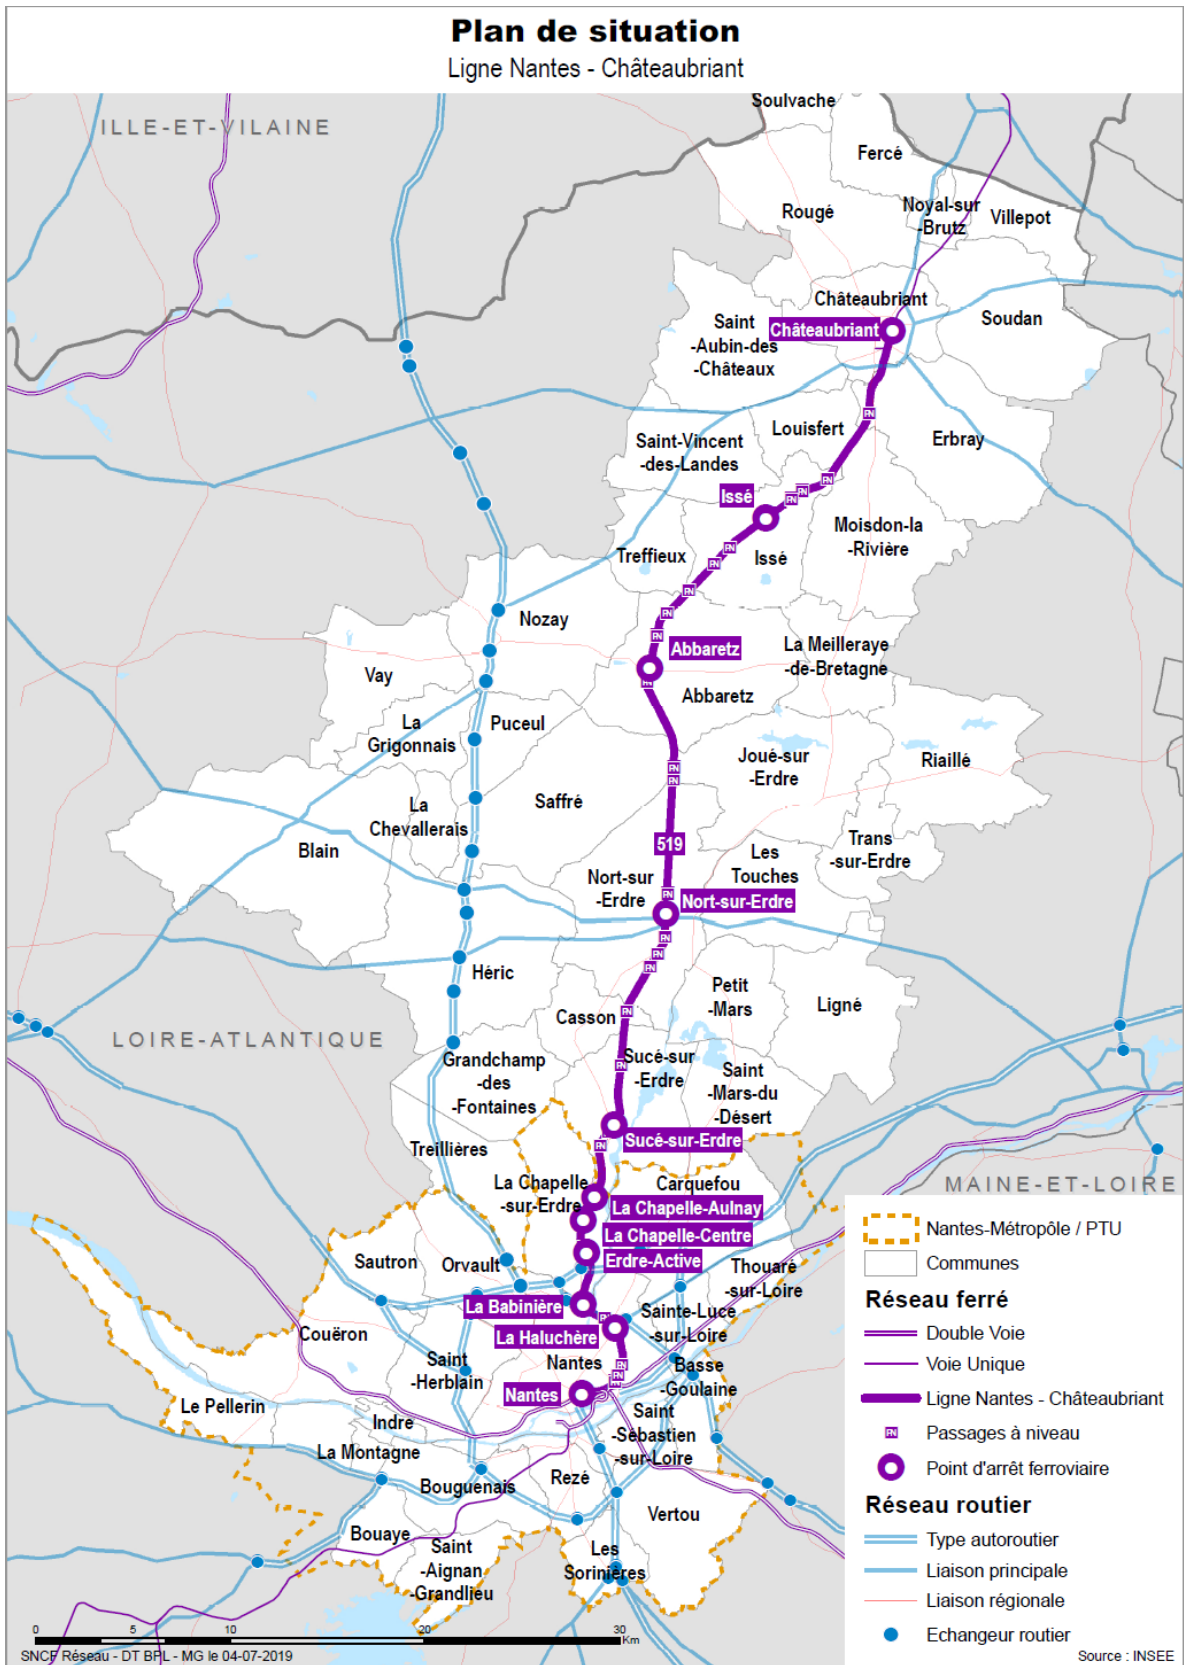 Plan de situation
Ligne Nantes - Châteaubriant
ILLE-ET-VILAINE
Soulvache
Fercé
Rougé
Noyal-sur
-Brutz
Villepot
Châteaubriant
Châteaubriant
Soudan
Saint
-Aubin-des
-Châteaux
Louisfert
Erbray
Saint-Vincent
-des-Landes
Issé
Moisdon-la
-Rivière
Treffieux
Issé
Nozay
Abbaretz
La Meilleraye
-de-Bretagne
Vay
Abbaretz
La
Grigonnais
Puceul
Joué-sur
-Erdre
Riaillé
Saffré
La
Chevallerais
Blain
519
Trans
-sur-Erdre
Les
Touches
Nort-sur
-Erdre
Nort-sur-Erdre
Héric
Petit
-Mars
Ligné
Casson
LOIRE-ATLANTIQUE
Grandchamp
-des
-Fontaines
Sucé-sur
-Erdre
Saint
-Mars-du
-Désert
Treillières
Sucé-sur-Erdre
La Chapelle
-sur-Erdre
Carquefou
MAINE-ET-LOIRE
La Chapelle-Aulnay
La Chapelle-Centre
Erdre-Active
Sautron
Orvault
Thouaré
-sur-Loire
La Babinière
Sainte-Luce
-sur-Loire
Couëron
La Haluchère
Saint
-Herblain
Nantes
Basse
-Goulaine
Nantes
Le Pellerin
Indre
Saint
-Sébastien
-sur-Loire
La Montagne
Bouguenais
Rezé
Vertou
Bouaye
Saint
-Aignan
-Grandlieu
Les
Sorinières
Nantes-Métropôle / PTU
Communes
Réseau ferré
Double Voie
Voie Unique
Ligne Nantes - Châteaubriant
PN Passages à niveau
Point d'arrêt ferroviaire
Réseau routier
Type autoroutier
Liaison principale
Liaison régionale
Echangeur routier
0 5 10 20 30 Km
SNCF Réseau - DT BPL - MG le 04-07-2019
Source : INSEE